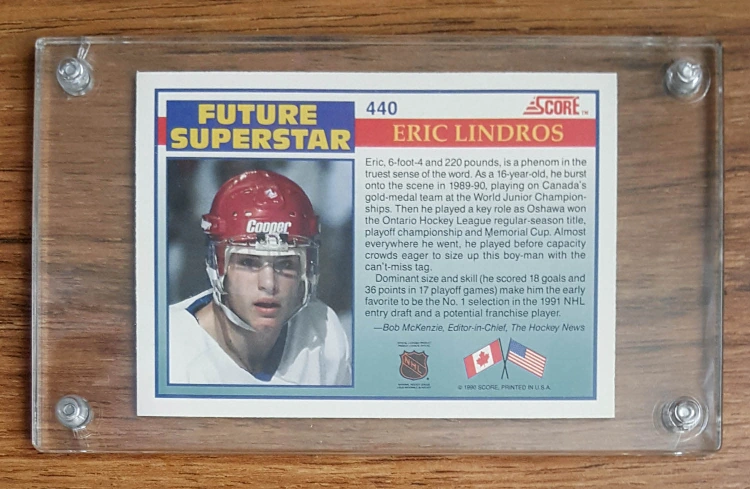 FUTURE
SUPERSTAR
440
SCORE™
ERIC LINDROS
Cooper
Eric, 6-foot-4 and 220 pounds, is a phenom in the
truest sense of the word. As a 16-year-old, he burst
onto the scene in 1989-90, playing on Canada's
gold-medal team at the World Junior Champion-
ships. Then he played a key role as Oshawa won
the Ontario Hockey League regular-season title,
playoff championship and Memorial Cup. Almost
everywhere he went, he played before capacity
crowds eager to size up this boy-man with the
can't-miss tag.
Dominant size and skill (he scored 18 goals and
36 points in 17 playoff games) make him the early
favorite to be the No. 1 selection in the 1991 NHL
entry draft and a potential franchise player.
—Bob McKenzie, Editor-in-Chief, The Hockey News
NHL
© 1990 SCORE, PRINTED IN U.S.A.